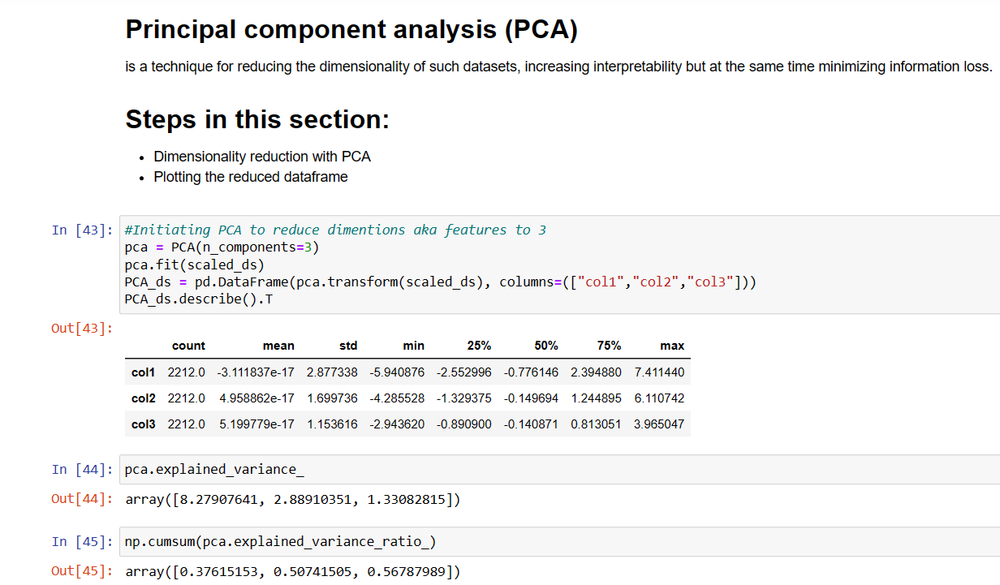 Principal component analysis (PCA)
is a technique for reducing the dimensionality of such datasets, increasing interpretability but at the same time minimizing information loss.
Steps in this section:
• Dimensionality reduction with PCA
• Plotting the reduced dataframe
In [43]: #Initiating PCA to reduce dimentions aka features to 3
pca = PCA(n_components=3)
pca.fit(scaled_ds)
PCA_ds = pd.DataFrame(pca.transform(scaled_ds), columns=(["col1","col2","col3"]))
PCA_ds.describe().T
Out[43]:
count mean std min 25% 50% 75% max
col1 2212.0 -3.111837e-17 2.877338 -5.940876 -2.552996 -0.776146 2.394880 7.411440
col2 2212.0 4.958862e-17 1.699736 -4.285528 -1.329375 -0.149694 1.244895 6.110742
col3 2212.0 5.199779e-17 1.153616 -2.943620 -0.890900 -0.140871 0.813051 3.965047
In [44]: pca.explained_variance_
Out[44]: array([8.27907641, 2.88910351, 1.33082815])
In [45]: np.cumsum(pca.explained_variance_ratio_)
Out[45]: array([0.37615153, 0.50741505, 0.56787989])